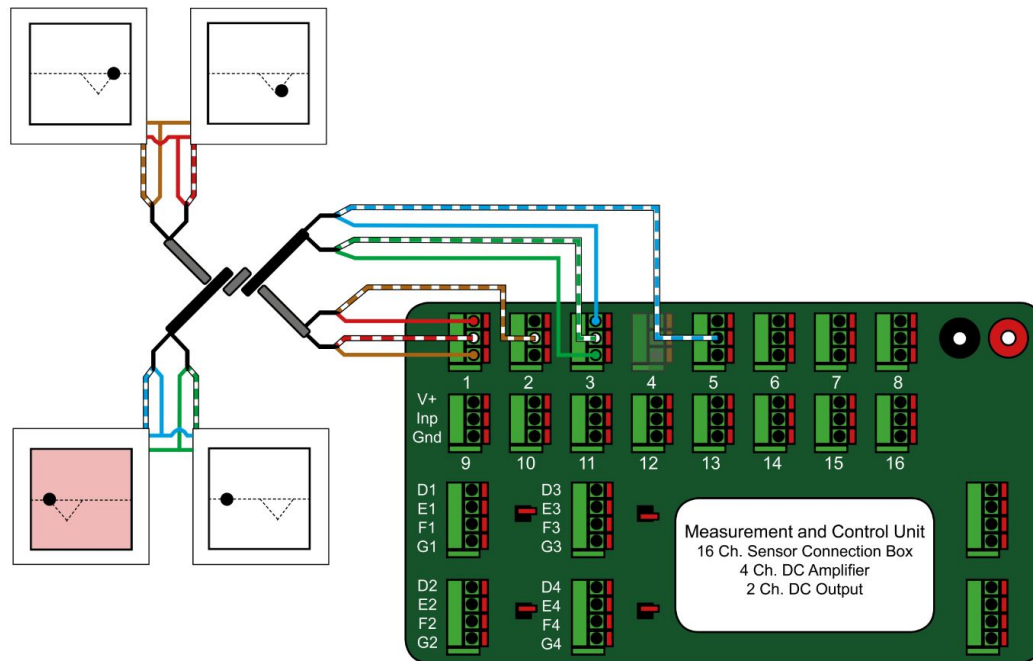 1 2 3 4 5 6 7 8
V+
Inp
Gnd
9 10 11 12 13 14 15 16
D1 D3
E1 E3
F1 F3
G1 G3
Measurement and Control Unit
16 Ch. Sensor Connection Box
4 Ch. DC Amplifier
2 Ch. DC Output
D2 D4
E2 E4
F2 F4
G2 G4